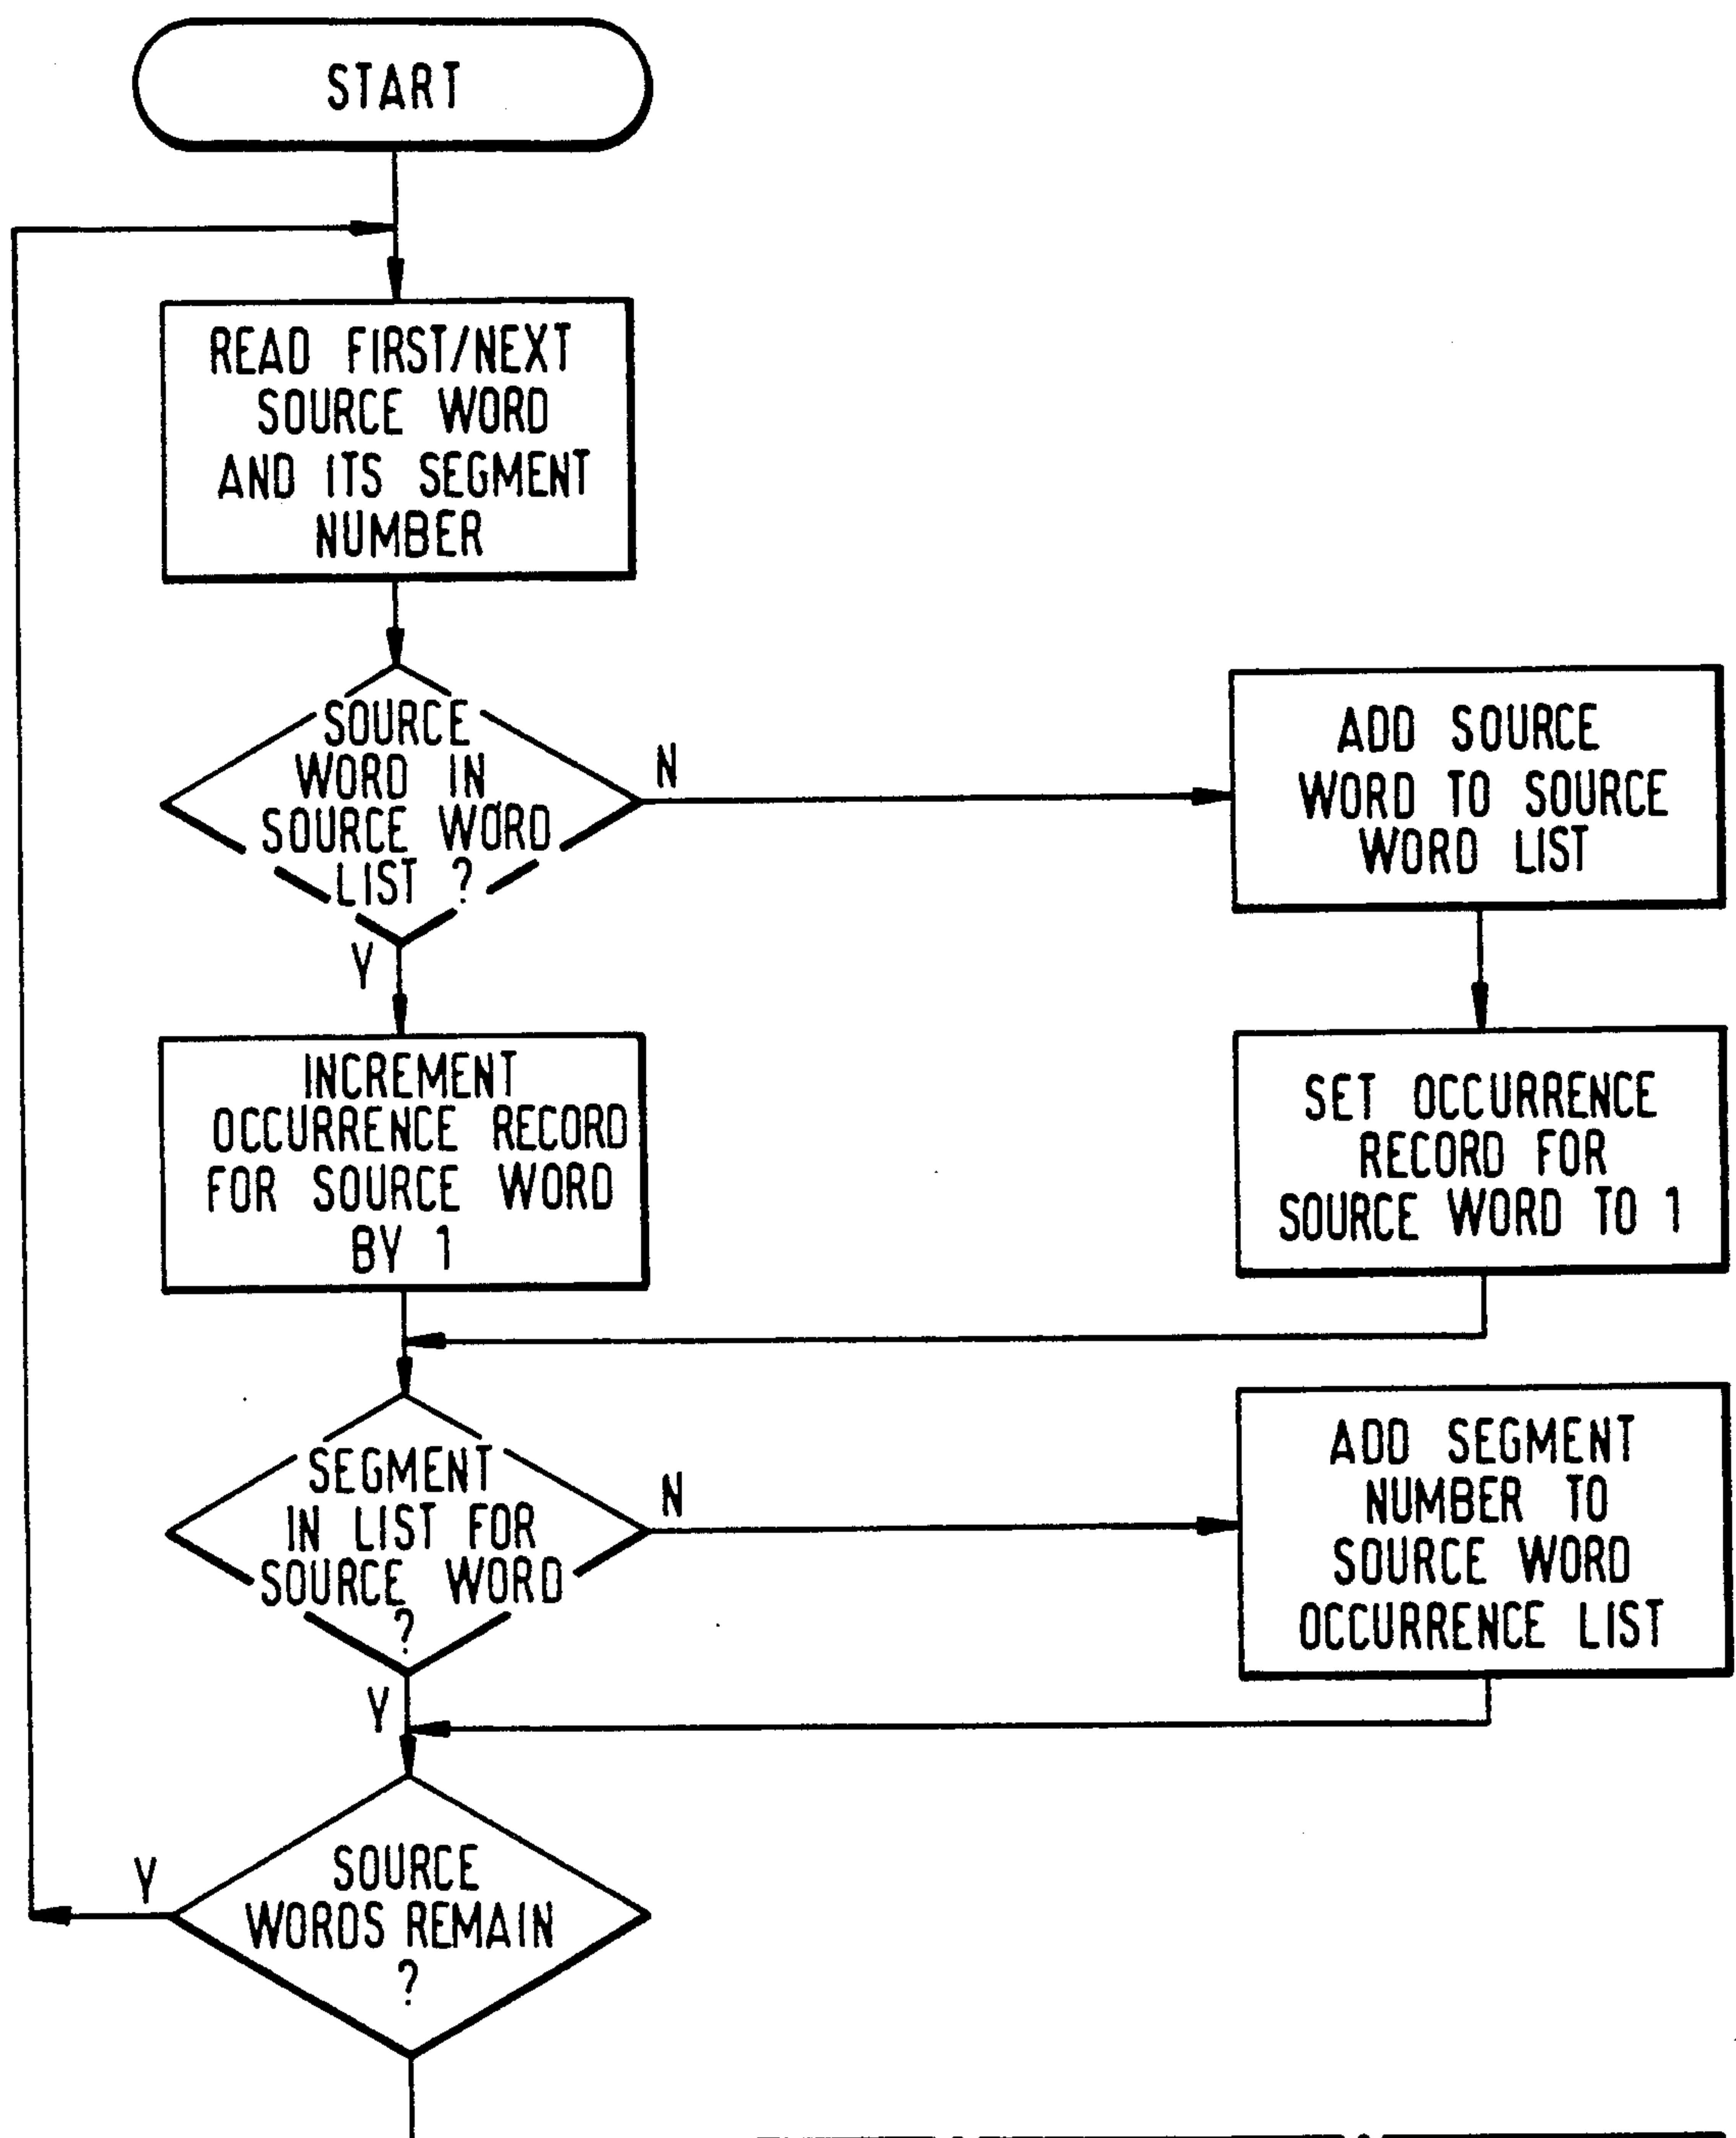 START
READ FIRST/NEXT
SOURCE WORD
AND ITS SEGMENT
NUMBER
SOURCE
WORD IN
SOURCE WORD
LIST ?
N
Y
ADD SOURCE
WORD TO SOURCE
WORD LIST
INCREMENT
OCCURRENCE RECORD
FOR SOURCE WORD
BY 1
SET OCCURRENCE
RECORD FOR
SOURCE WORD TO 1
SEGMENT
IN LIST FOR
SOURCE WORD
?
N
Y
ADD SEGMENT
NUMBER TO
SOURCE WORD
OCCURRENCE LIST
Y
SOURCE
WORDS REMAIN
?